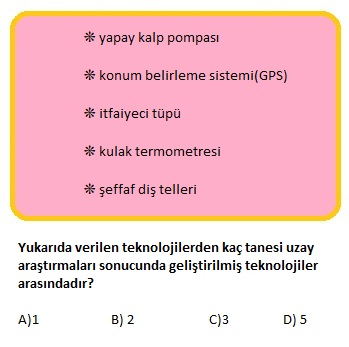 ❊ yapay kalp pompası
❊ konum belirleme sistemi(GPS)
❊ itfaiyeci tüpü
❊ kulak termometresi
❊ şeffaf diş telleri
Yukarıda verilen teknolojilerden kaç tanesi uzay
araştırmaları sonucunda geliştirilmiş teknolojiler
arasındadır?
A)1 B) 2 C)3 D) 5